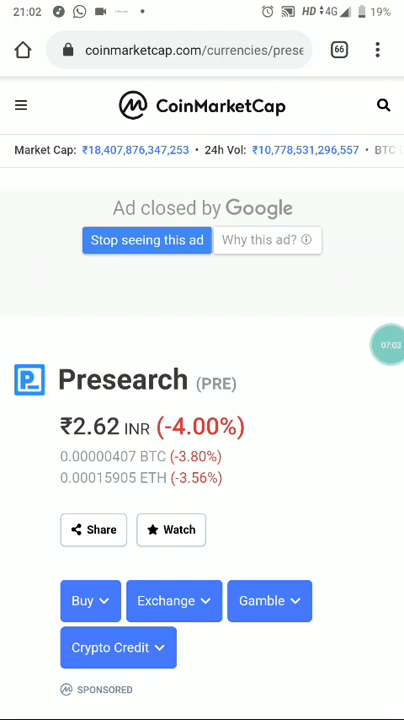 21:02 HD 4G 19%
coinmarketcap.com/currencies/prese
66
CoinMarketCap
Market Cap: ₹18,407,876,347,253 • 24h Vol: ₹10,778,531,296,557 • BTC
Ad closed by Google
Stop seeing this ad Why this ad?
07:03
Presearch (PRE)
₹2.62 INR (-4.00%)
0.00000407 BTC (-3.80%)
0.00015905 ETH (-3.56%)
Share Watch
Buy Exchange Gamble
Crypto Credit
SPONSORED